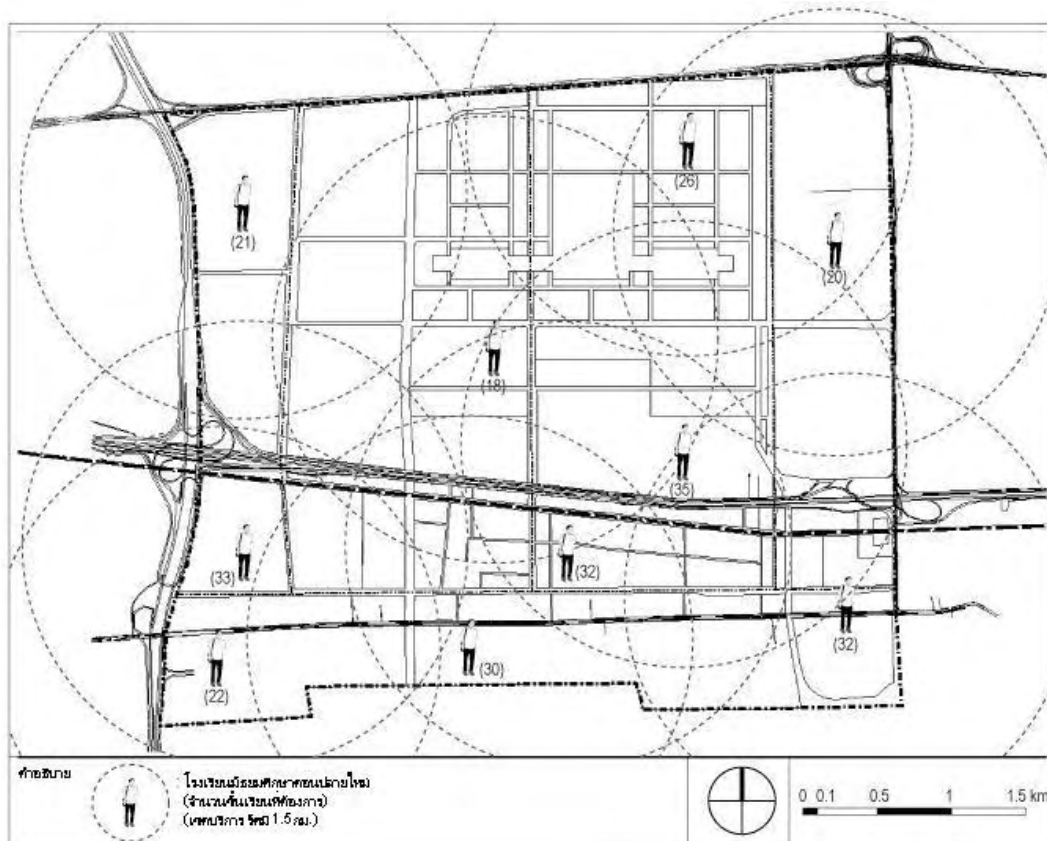 (26)
(21)
(20)
(18)
(35)
(33)
(32)
(32)
(30)
(22)
คำอธิบาย
โรงเรียนมัธยมศึกษาตอนปลายใหม่
(จำนวนชั้นเรียนที่ต้องการ)
(เขตบริการ รัศมี 1.5 กม.)
0 0.1 0.5 1 1.5 km